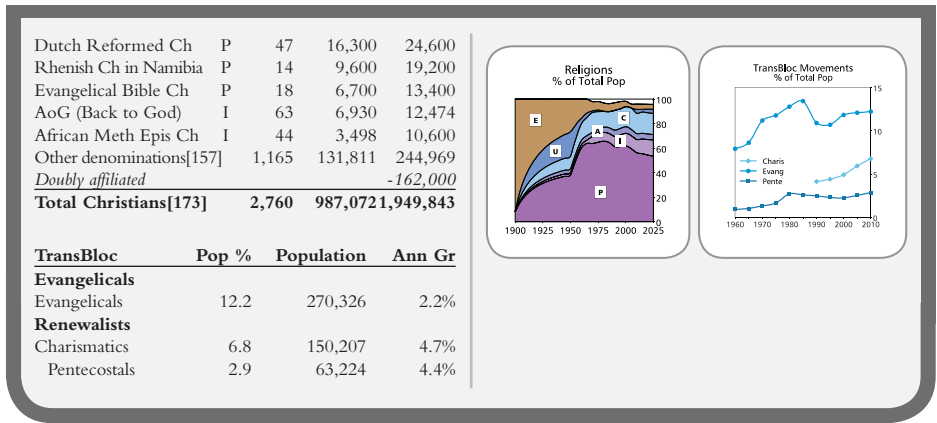 Dutch Reformed Ch P 47 16,300 24,600
Rhenish Ch in Namibia P 14 9,600 19,200
Evangelical Bible Ch P 18 6,700 13,400
AoG (Back to God) I 63 6,930 12,474
African Meth Epis Ch I 44 3,498 10,600
Other denominations[157] 1,165 131,811 244,969
Doubly affiliated -162,000
Total Christians[173] 2,760 987,072 1,949,843
TransBloc Pop % Population Ann Gr
Evangelicals
Evangelicals 12.2 270,326 2.2%
Renewalists
Charismatics 6.8 150,207 4.7%
Pentecostals 2.9 63,224 4.4%
Religions
% of Total Pop
100
80
60
40
20
0
E
U
C
A
I
P
1900 1925 1950 1975 2000 2025
TransBloc Movements
% of Total Pop
15
10
5
0
Charis
Evang
Pente
1960 1970 1980 1990 2000 2010